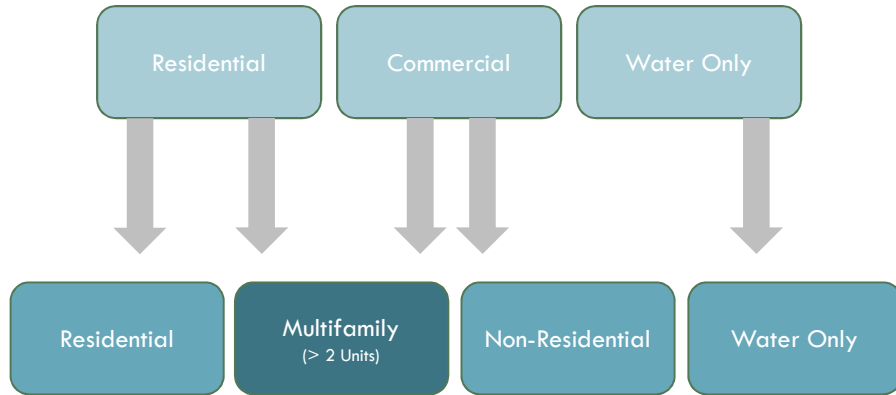 Residential
Commercial
Water Only
Residential
Multifamily
(> 2 Units)
Non-Residential
Water Only